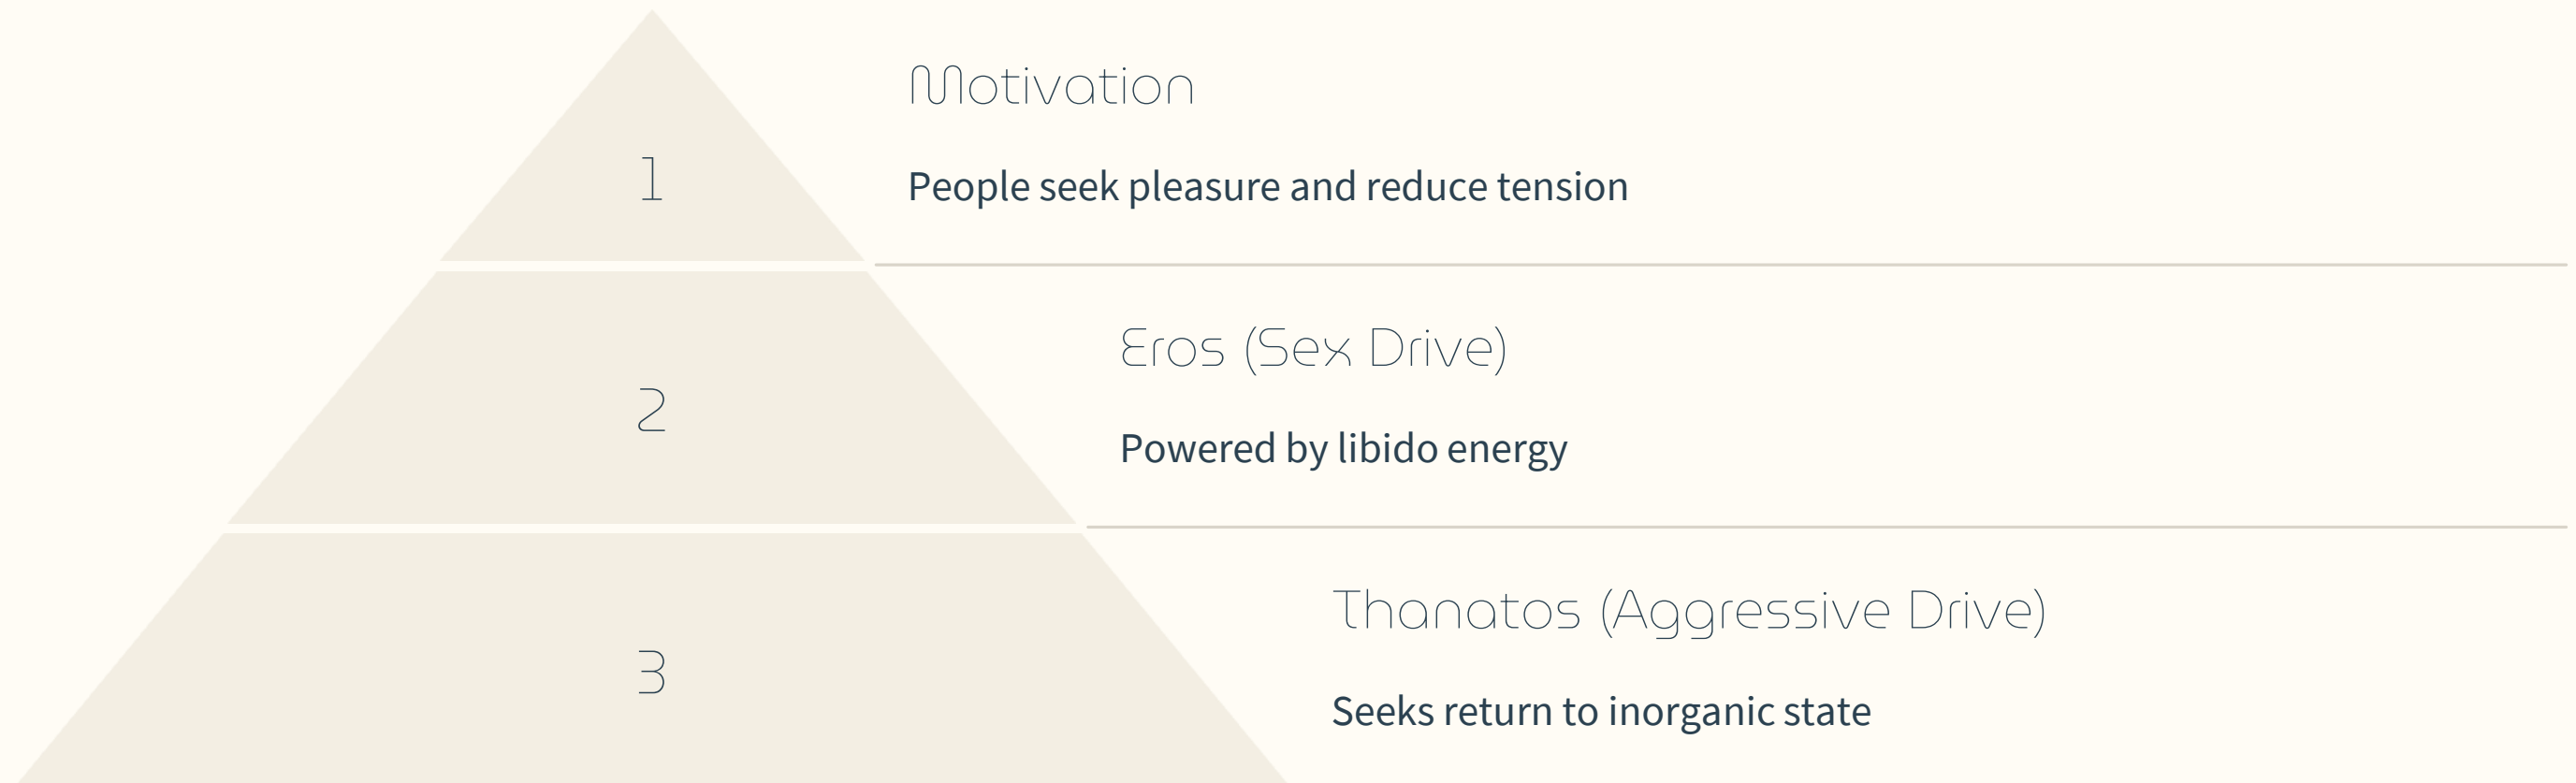 Motivation
1
People seek pleasure and reduce tension
Eros (Sex Drive)
2
Powered by libido energy
Thanatos (Aggressive Drive)
3
Seeks return to inorganic state